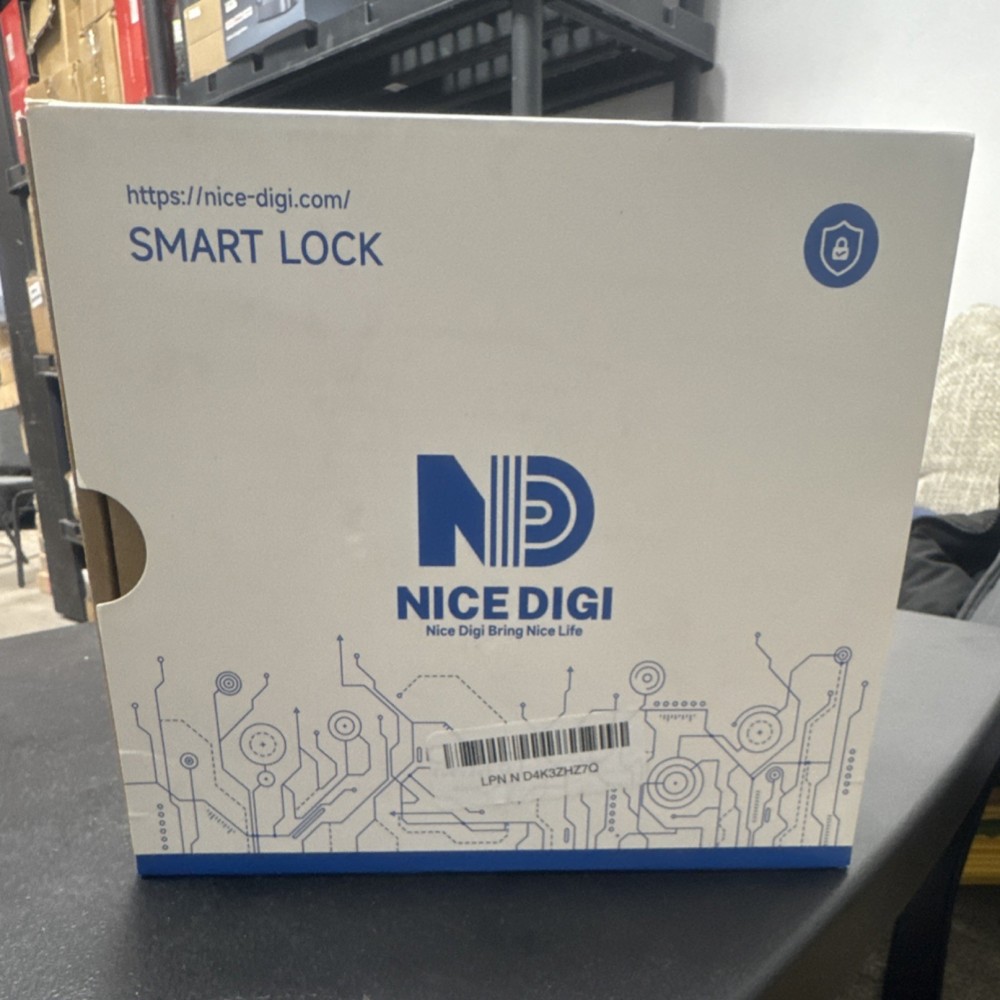 https://nice-digi.com/
SMART LOCK
ND
NICE DIGI
Nice Digi Bring Nice Life
LPN N D4K3ZHZ7Q